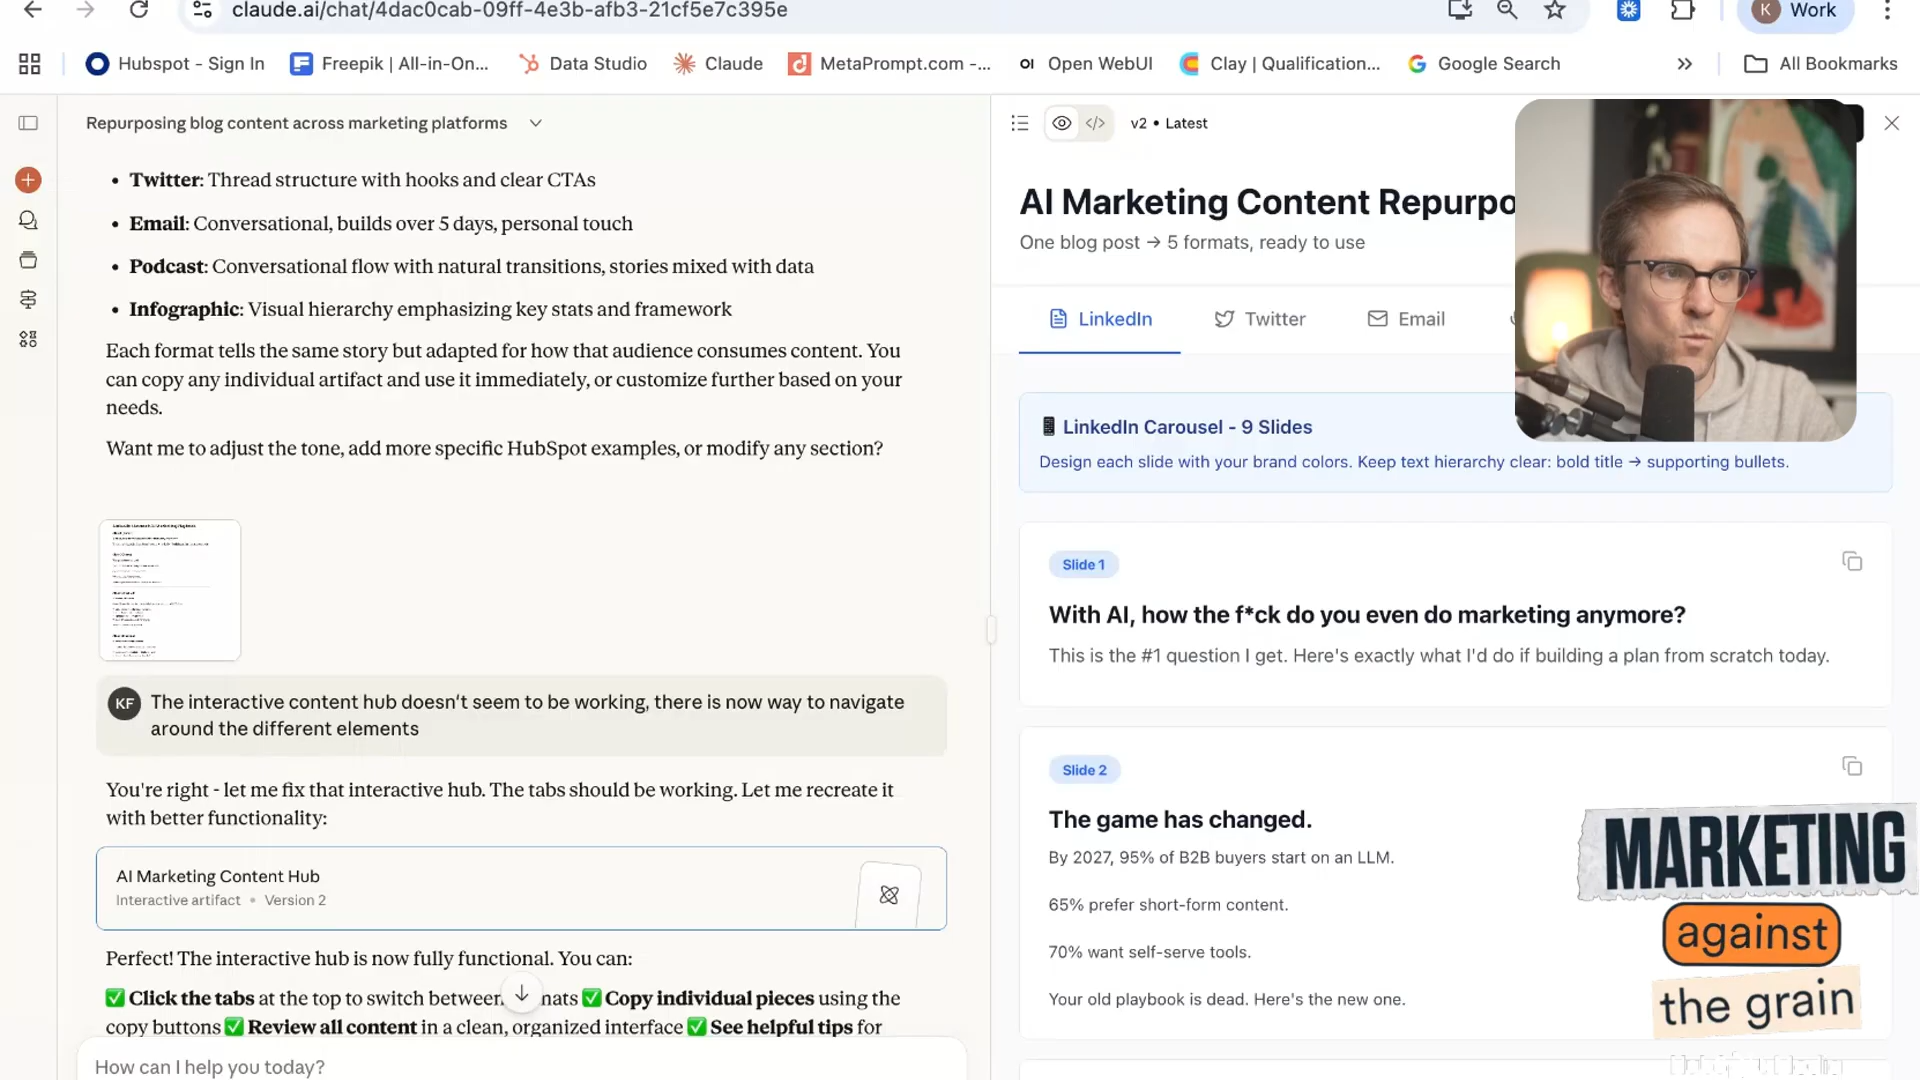 claude.ai/chat/4dac0cab-09ff-4e3b-afb3-21cf5e7c395e
K Work
Hubspot - Sign In
Freepik | All-in-On...
Data Studio
Claude
MetaPrompt.com -...
OI Open WebUI
Clay | Qualification...
Google Search
All Bookmarks
Repurposing blog content across marketing platforms
• Twitter: Thread structure with hooks and clear CTAs
• Email: Conversational, builds over 5 days, personal touch
• Podcast: Conversational flow with natural transitions, stories mixed with data
• Infographic: Visual hierarchy emphasizing key stats and framework
Each format tells the same story but adapted for how that audience consumes content. You
can copy any individual artifact and use it immediately, or customize further based on your
needs.
Want me to adjust the tone, add more specific HubSpot examples, or modify any section?
KF
The interactive content hub doesn't seem to be working, there is now way to navigate
around the different elements
You're right - let me fix that interactive hub. The tabs should be working. Let me recreate it
with better functionality:
AI Marketing Content Hub
Interactive artifact • Version 2
Perfect! The interactive hub is now fully functional. You can:
✅ Click the tabs at the top to switch between ✅ Copy individual pieces using the
copy buttons ✅ Review all content in a clean, organized interface ✅ See helpful tips for
How can I help you today?
v2 • Latest
AI Marketing Content Repurpo
One blog post → 5 formats, ready to use
LinkedIn
Twitter
Email
LinkedIn Carousel - 9 Slides
Design each slide with your brand colors. Keep text hierarchy clear: bold title → supporting bullets.
Slide 1
With AI, how the f*ck do you even do marketing anymore?
This is the #1 question I get. Here's exactly what I'd do if building a plan from scratch today.
Slide 2
The game has changed.
By 2027, 95% of B2B buyers start on an LLM.
65% prefer short-form content.
70% want self-serve tools.
Your old playbook is dead. Here's the new one.
MARKETING
against
the grain